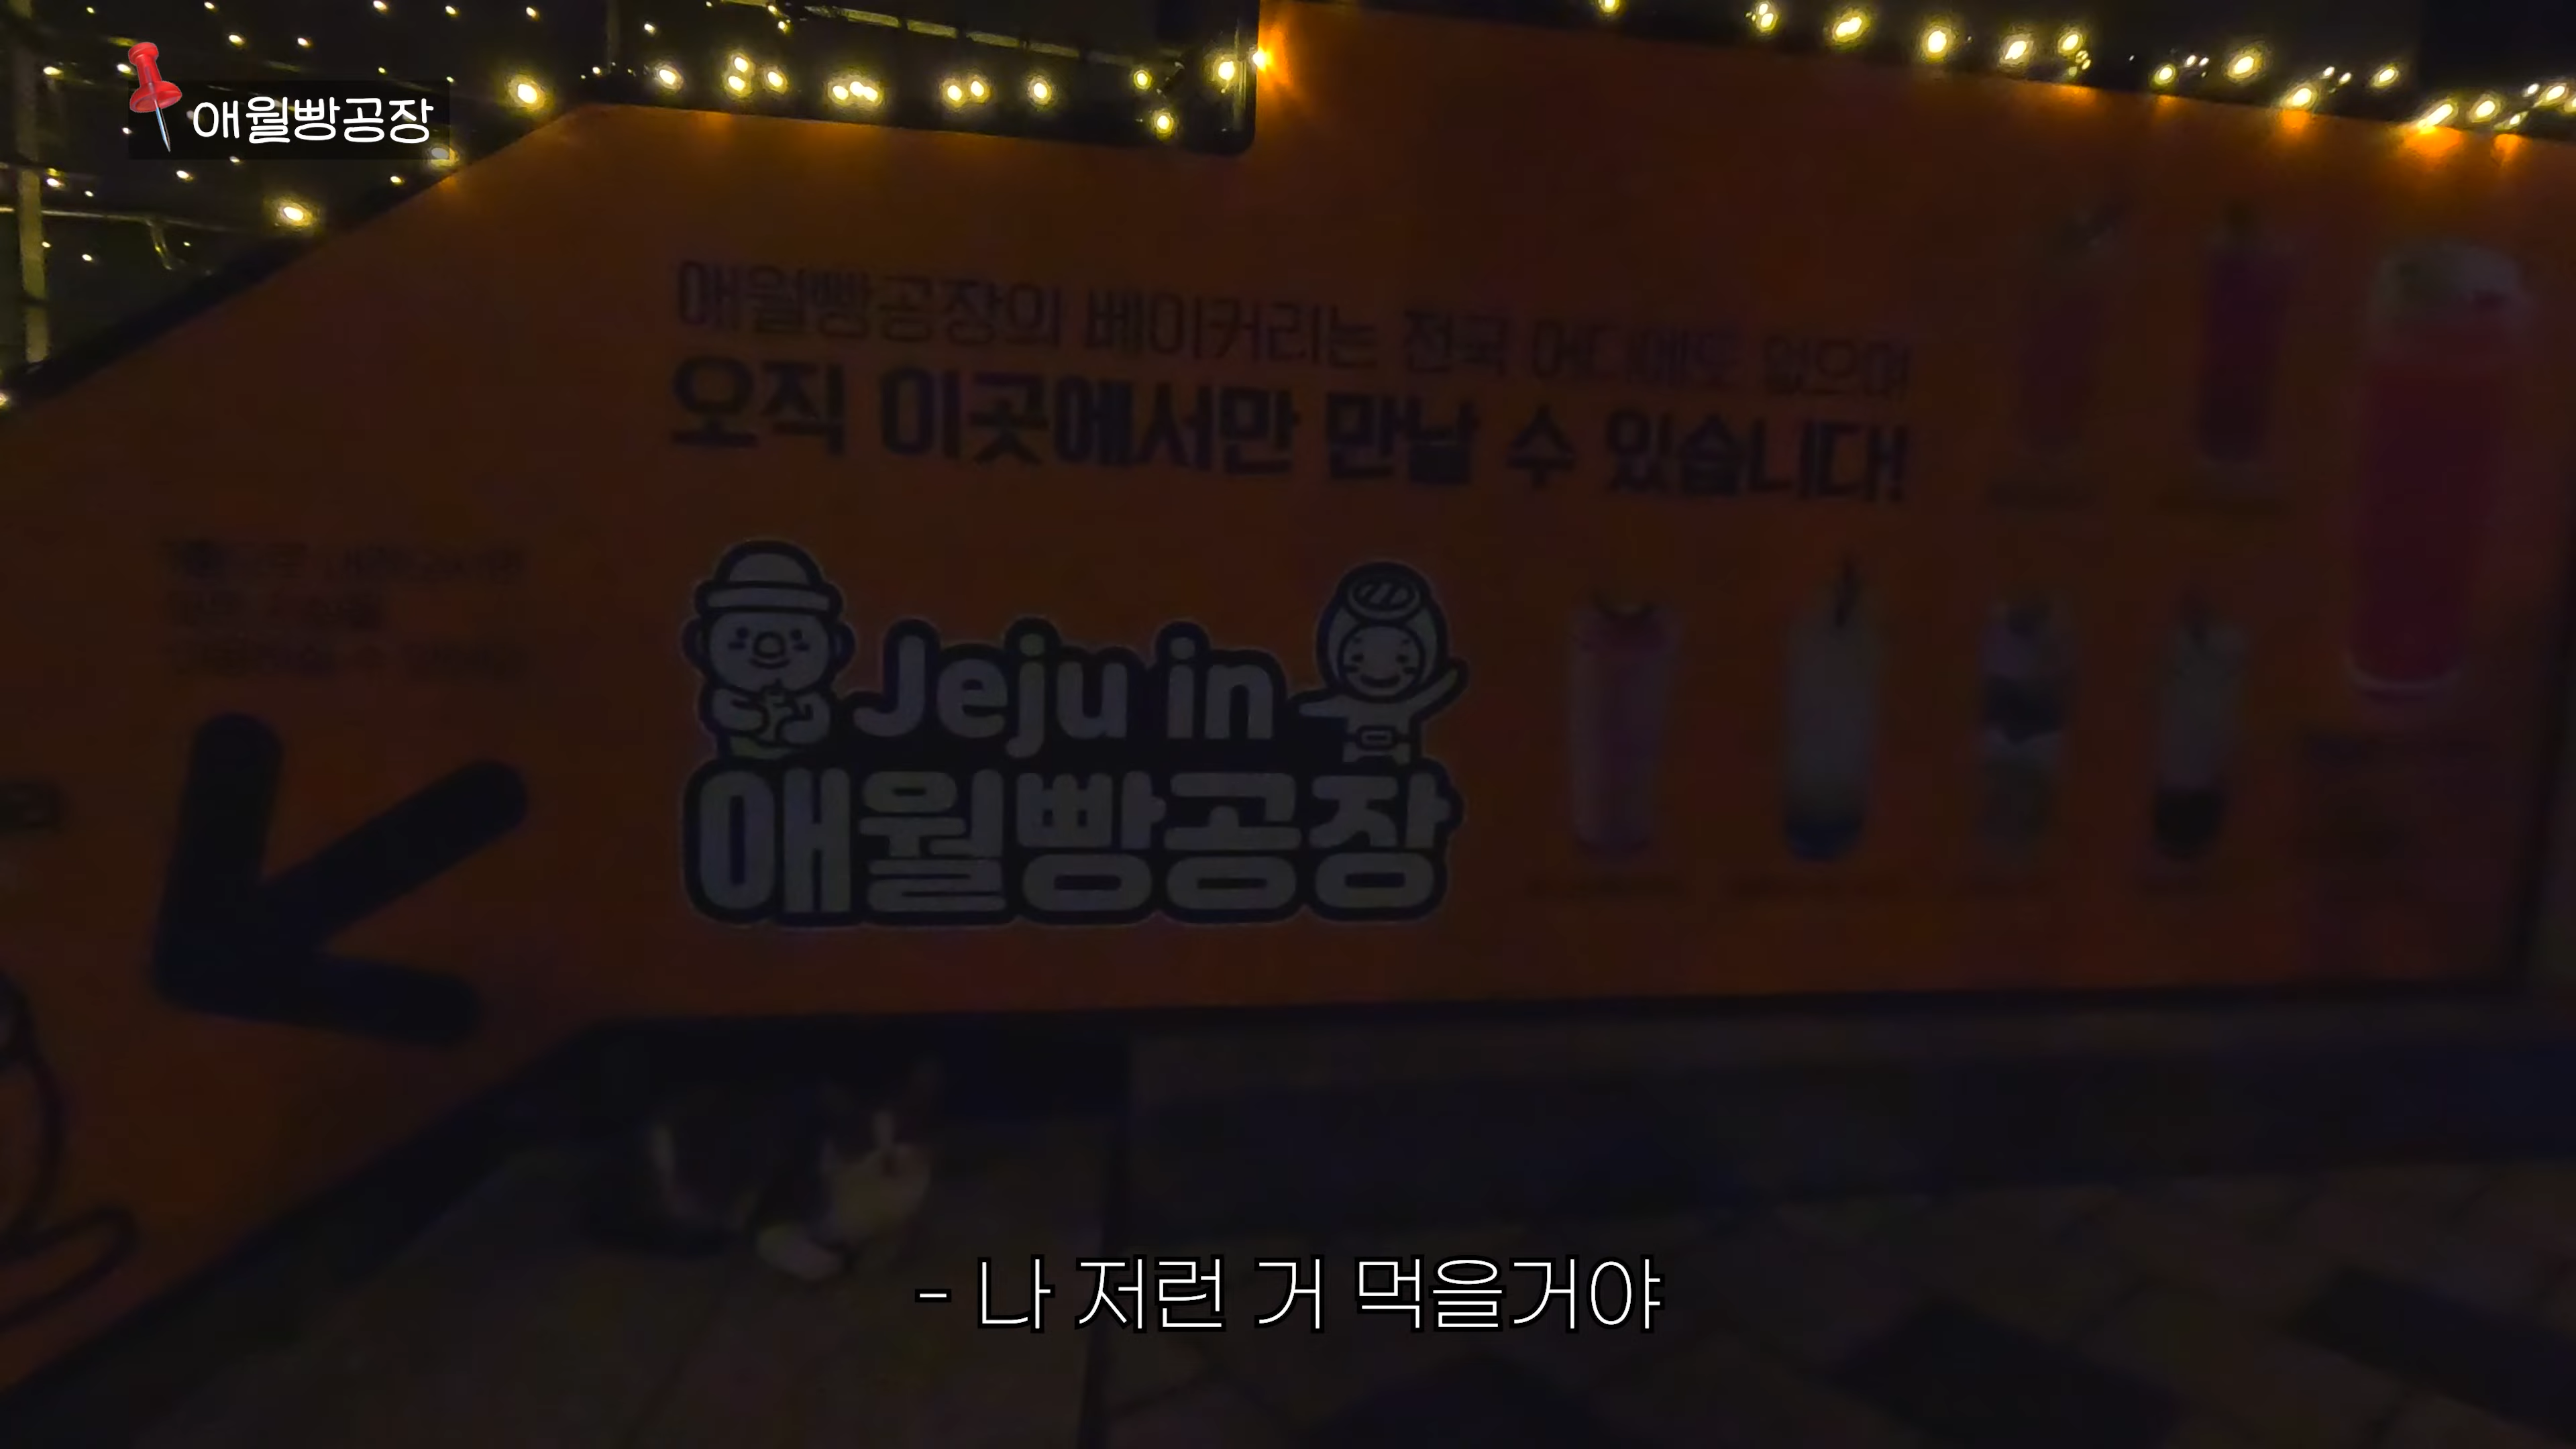 애월빵공장
애월빵공장의 베이커리는 전국 어디에도 없으며
오직 이곳에서만 만날 수 있습니다!
Jeju in
애월빵공장
- 나 저런 거 먹을거야